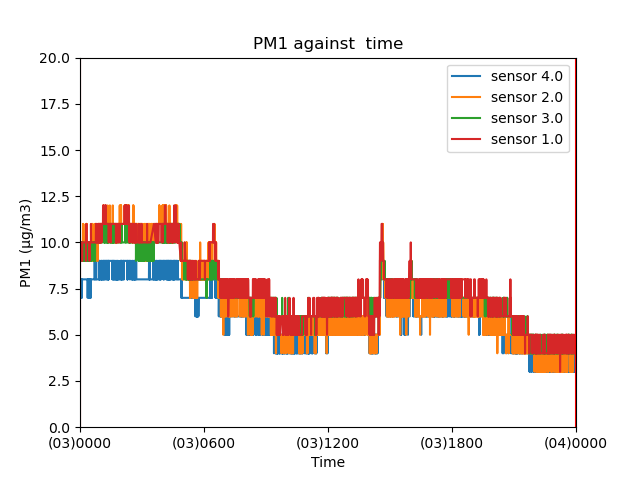 PM1 against  time
sensor 4.0
sensor 2.0
sensor 3.0
sensor 1.0
PM1 (µg/m3)
20.0
17.5
15.0
12.5
10.0
7.5
5.0
2.5
0.0
(03)0000
(03)0600
(03)1200
(03)1800
(04)0000
Time